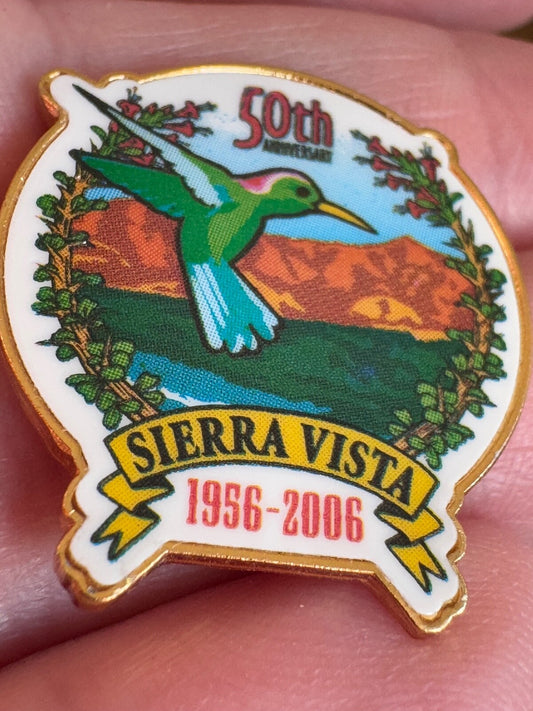 50th
ANNIVERSARY
SIERRA VISTA
1956-2006